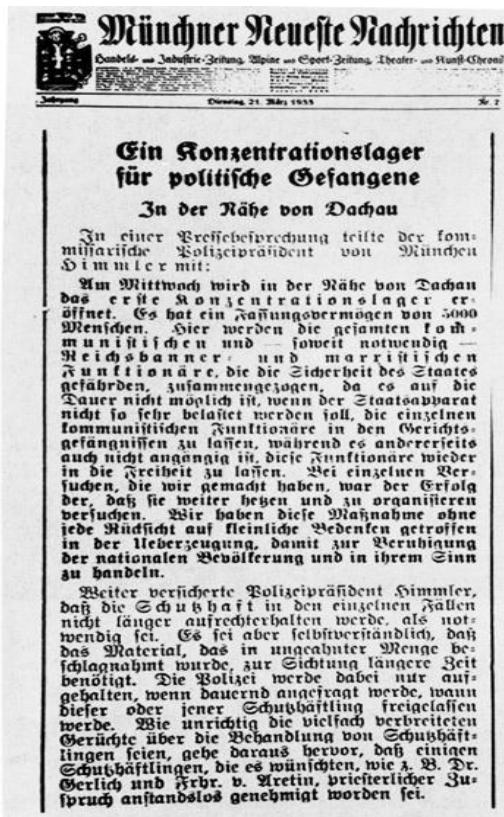 Münchner Neueste Nachrichten
Handels- und Industrie-Zeitung, Alpine und Sport-Zeitung, Theater- und Kunst-Chron
Jahrgang Dienstag, 21. März 1933 Nr.
Ein Konzentrationslager
für politische Gefangene
In der Nähe von Dachau
In einer Pressebesprechung teilte der kom-
missarische Polizeipräsident von München
Himmler mit:
Am Mittwoch wird in der Nähe von Dachau
das erste Konzentrationslager er-
öffnet. Es hat ein Fassungsvermögen von 5000
Menschen. Hier werden die gesamten kom-
munistischen und — soweit notwendig —
Reichsbanner- und marxistischen
Funktionäre, die die Sicherheit des Staates
gefährden, zusammengezogen, da es auf die
Dauer nicht möglich ist, wenn der Staatsapparat
nicht so sehr belastet werden soll, die einzelnen
kommunistischen Funktionäre in den Gerichts-
gefängnissen zu lassen, während es andererseits
auch nicht angängig ist, diese Funktionäre wieder
in die Freiheit zu lassen. Bei einzelnen Ver-
suchen, die wir gemacht haben, war der Erfolg
der, daß sie weiter hetzen und zu organisieren
versuchen. Wir haben diese Maßnahme ohne
jede Rücksicht auf kleinliche Bedenken getroffen
in der Ueberzeugung, damit zur Beruhigung
der nationalen Bevölkerung und in ihrem Sinn
zu handeln.
Weiter versicherte Polizeipräsident Himmler,
daß die Schutzhaft in den einzelnen Fällen
nicht länger aufrechterhalten werde, als not-
wendig sei. Es sei aber selbstverständlich, daß
das Material, das in ungeahnter Menge be-
schlagnahmt wurde, zur Sichtung längere Zeit
benötigt. Die Polizei werde dabei nur auf-
gehalten, wenn dauernd angefragt werde, wann
dieser oder jener Schutzhäftling freigelassen
werde. Wie unrichtig die vielfach verbreiteten
Gerüchte über die Behandlung von Schutzhäft-
lingen seien, gehe daraus hervor, daß einigen
Schutzhäftlingen, die es wünschten, wie z. B. Dr.
Gerlich und Frhr. v. Aretin, priesterlicher Zu-
spruch anstandslos genehmigt worden sei.